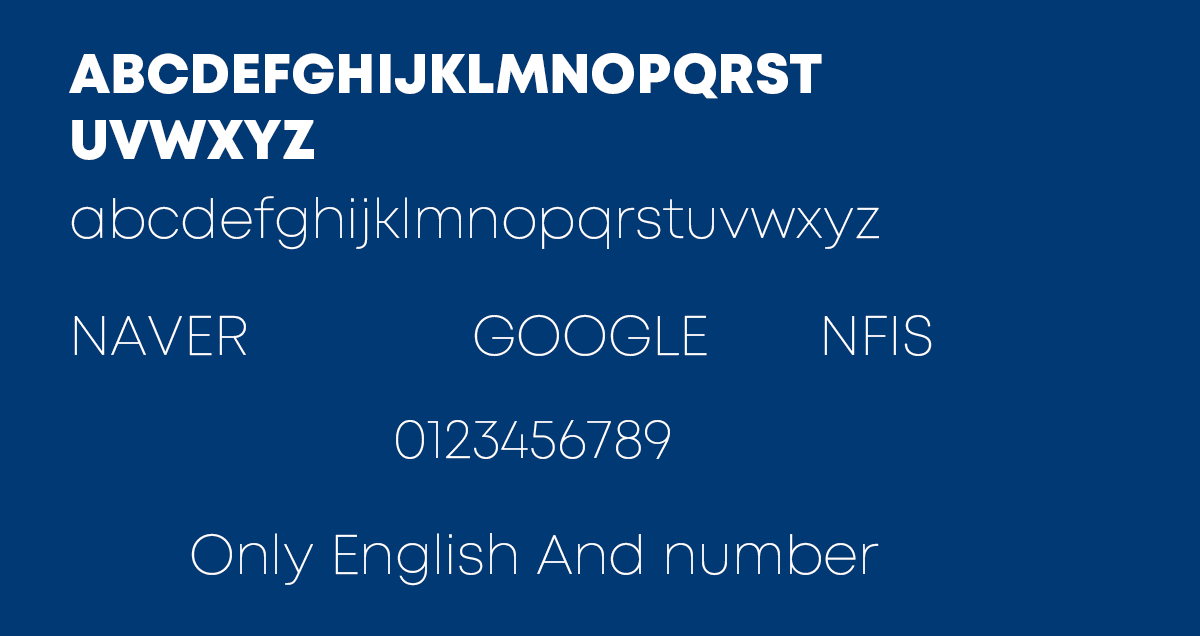 ABCDEFGHIJKLMNOPQRST
UVWXYZ
abcdefghijklmnopqrstuvwxyz
NAVER GOOGLE NFIS
0123456789
Only English And number